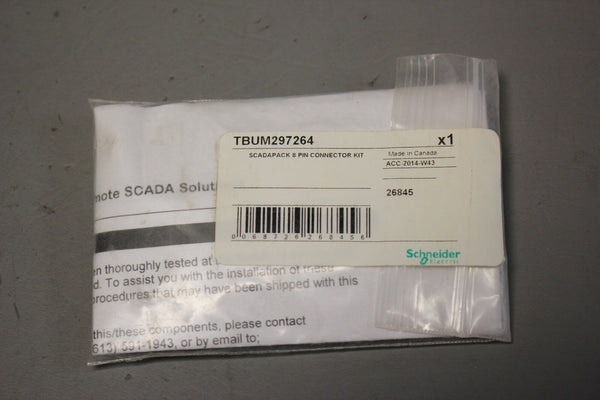 TBUM297264 x1
SCADAPACK 8 PIN CONNECTOR KIT
Made in Canada
ACC-2014-W43
26845
Schneider
Electric
mote SCADA Soluti
en thoroughly tested at
d. To assist you with the installation of these
procedures that may have been shipped with this
this/these components, please contact
613) 591-1943, or by email to;